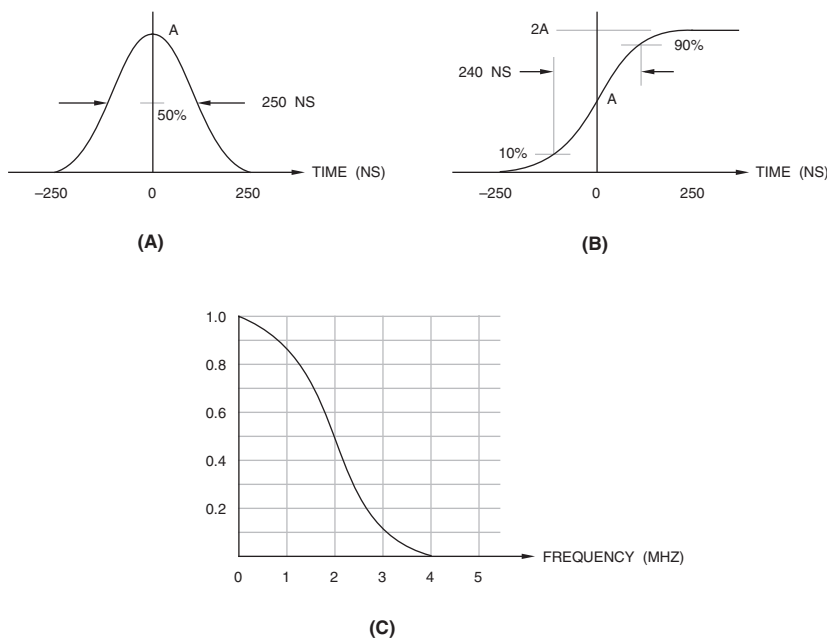 A
50%
250 NS
TIME (NS)
–250
0
250
(A)
2A
90%
240 NS
A
10%
TIME (NS)
–250
0
250
(B)
1.0
0.8
0.6
0.4
0.2
FREQUENCY (MHZ)
0
1
2
3
4
5
(C)